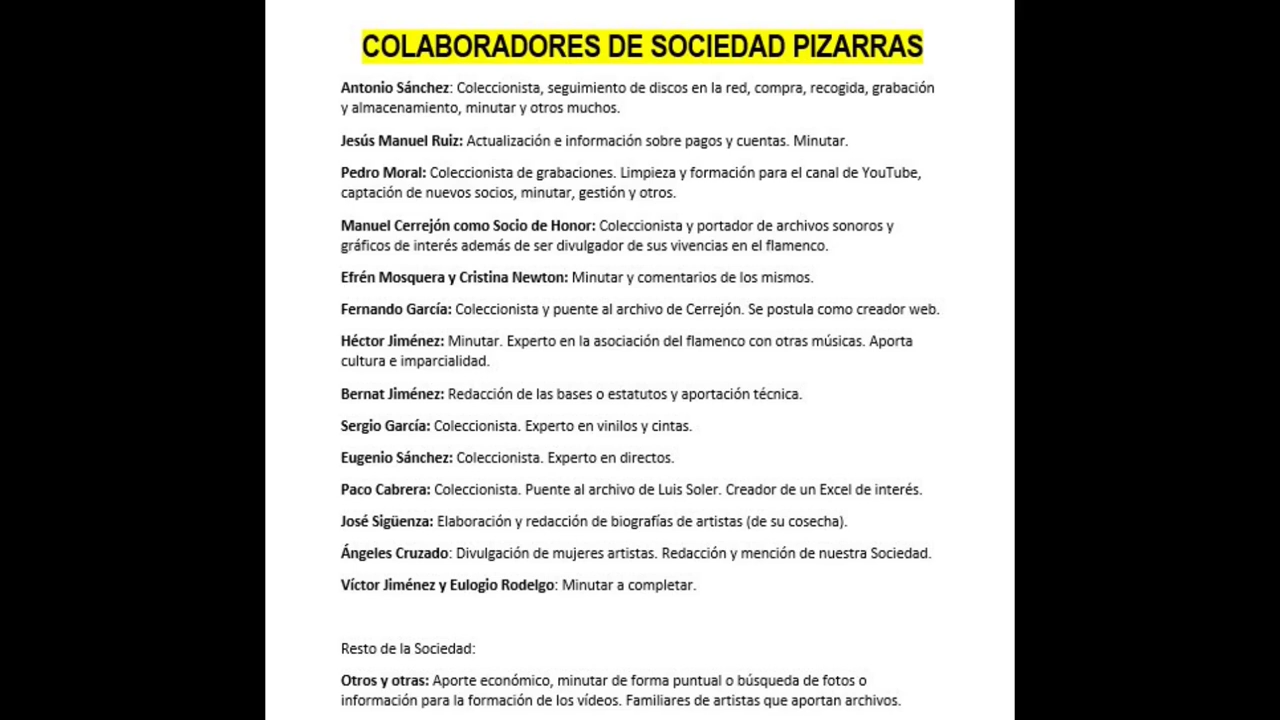 COLABORADORES DE SOCIEDAD PIZARRAS
Antonio Sánchez: Coleccionista, seguimiento de discos en la red, compra, recogida, grabación
y almacenamiento, minutar y otros muchos.
Jesús Manuel Ruiz: Actualización e información sobre pagos y cuentas. Minutar.
Pedro Moral: Coleccionista de grabaciones. Limpieza y formación para el canal de YouTube,
captación de nuevos socios, minutar, gestión y otros.
Manuel Cerrejón como Socio de Honor: Coleccionista y portador de archivos sonoros y
gráficos de interés además de ser divulgador de sus vivencias en el flamenco.
Efrén Mosquera y Cristina Newton: Minutar y comentarios de los mismos.
Fernando García: Coleccionista y puente al archivo de Cerrejón. Se postula como creador web.
Héctor Jiménez: Minutar. Experto en la asociación del flamenco con otras músicas. Aporta
cultura e imparcialidad.
Bernat Jiménez: Redacción de las bases o estatutos y aportación técnica.
Sergio García: Coleccionista. Experto en vinilos y cintas.
Eugenio Sánchez: Coleccionista. Experto en directos.
Paco Cabrera: Coleccionista. Puente al archivo de Luis Soler. Creador de un Excel de interés.
José Sigüenza: Elaboración y redacción de biografías de artistas (de su cosecha).
Ángeles Cruzado: Divulgación de mujeres artistas. Redacción y mención de nuestra Sociedad.
Víctor Jiménez y Eulogio Rodelgo: Minutar a completar.
Resto de la Sociedad:
Otros y otras: Aporte económico, minutar de forma puntual o búsqueda de fotos o
información para la formación de los vídeos. Familiares de artistas que aportan archivos.